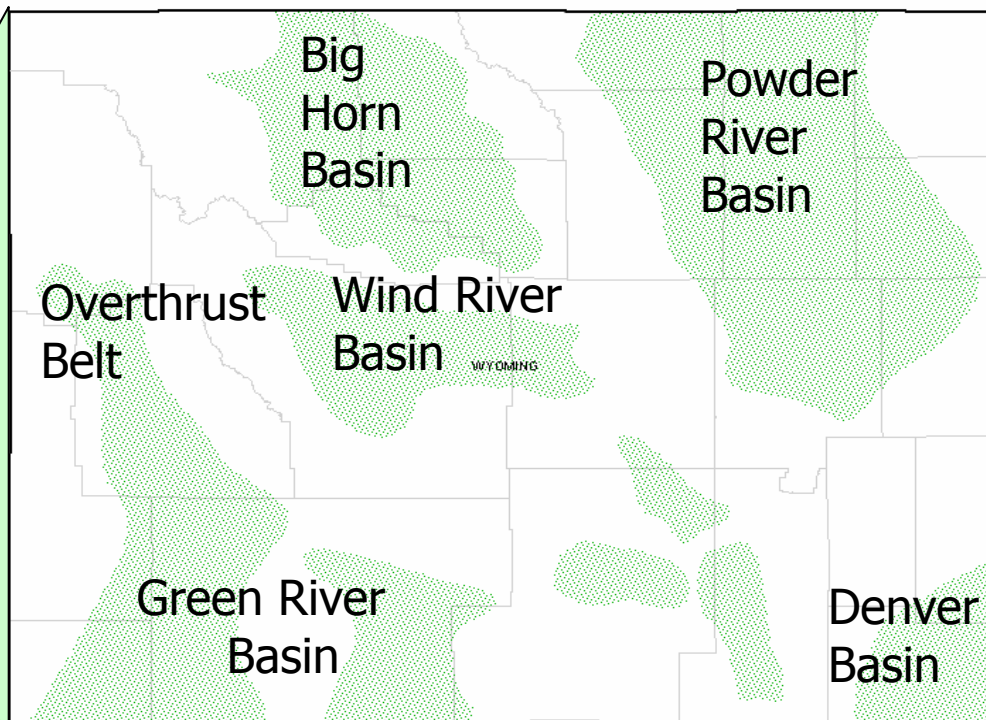 Big
Horn
Basin
Powder
River
Basin
Overthrust
Belt
Wind River
Basin
WYOMING
Green River
Basin
Denver
Basin